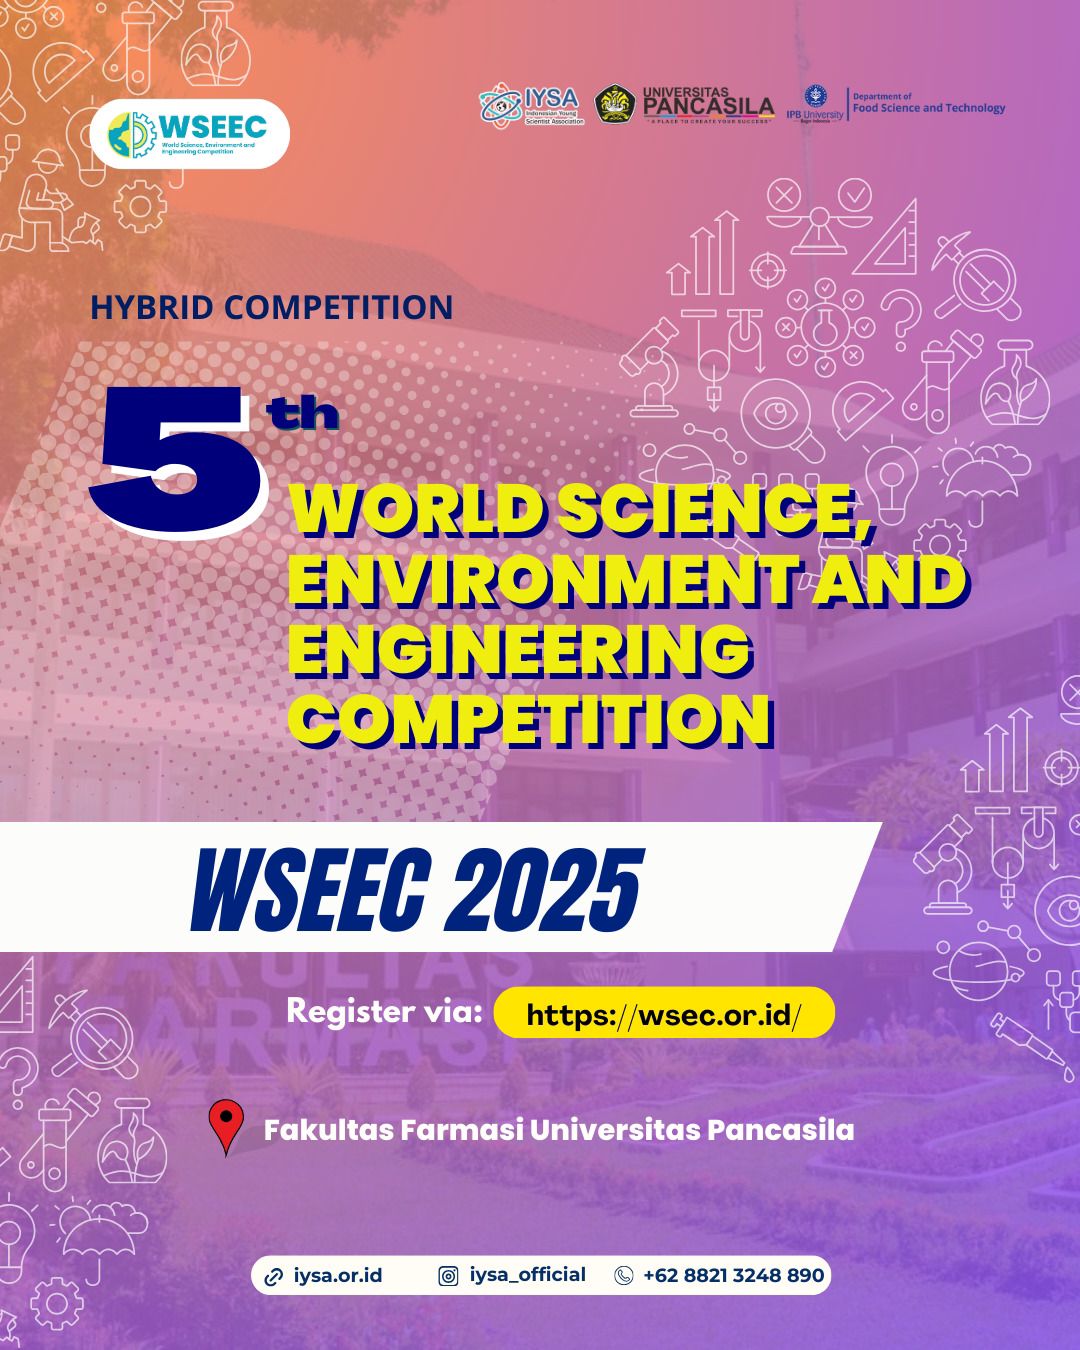 WSEEC
World Science, Environment and
Engineering Competition
IYSA
Indonesian Young
Scientist Association
UNIVERSITAS
PANCASILA
"A PLACE TO CREATE YOUR SUCCESS"
IPB University
Bogor Indonesia
Department of
Food Science and Technology
HYBRID COMPETITION
5th
WORLD SCIENCE,
ENVIRONMENT AND
ENGINEERING
COMPETITION
WSEEC 2025
FAKULTAS
FARMASI
Register via: https://wsec.or.id/
Fakultas Farmasi Universitas Pancasila
iysa.or.id iysa_official +62 8821 3248 890